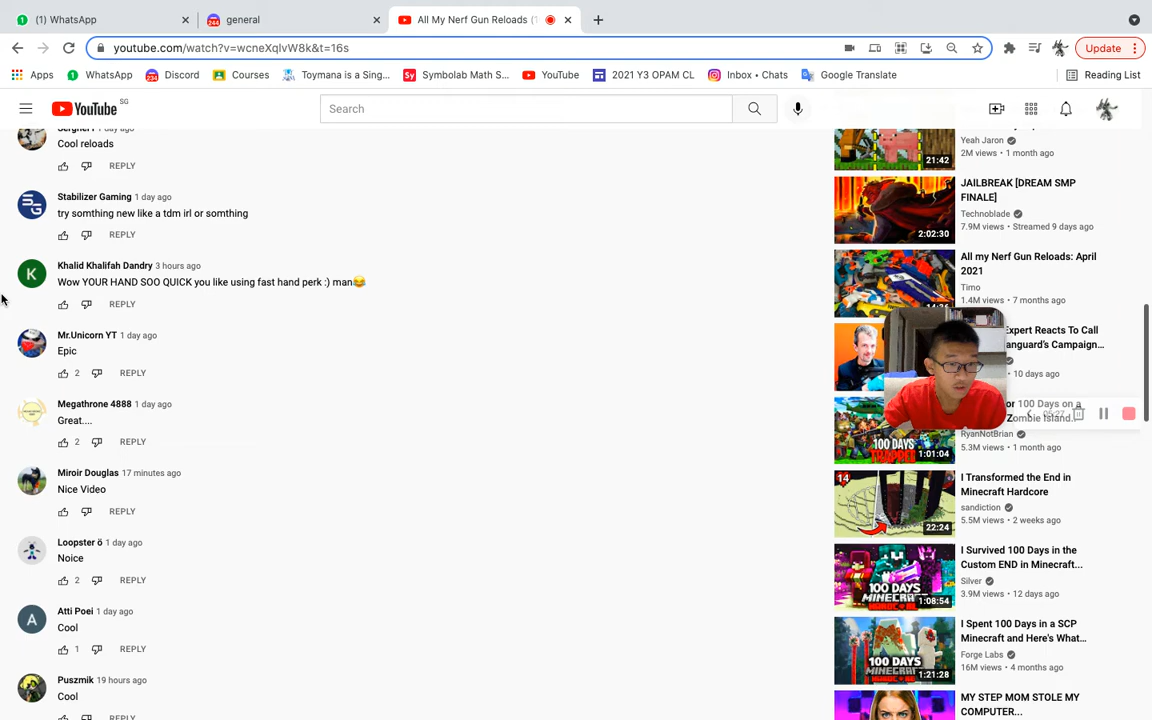 (1) WhatsApp
general
All My Nerf Gun Reloads (
youtube.com/watch?v=wcneXqIvW8k&t=16s
Update
Apps
WhatsApp
Discord
Courses
Toymana is a Sing...
Symbolab Math S...
YouTube
2021 Y3 OPAM CL
Inbox • Chats
Google Translate
Reading List
YouTube SG
Search
1 day ago
Cool reloads
REPLY
Stabilizer Gaming 1 day ago
try somthing new like a tdm irl or somthing
REPLY
Khalid Khalifah Dandry 3 hours ago
Wow YOUR HAND SOO QUICK you like using fast hand perk :) man😂
REPLY
Mr.Unicorn YT 1 day ago
Epic
2 REPLY
Megathrone 4888 1 day ago
Great....
2 REPLY
Miroir Douglas 17 minutes ago
Nice Video
REPLY
Loopster ö 1 day ago
Noice
2 REPLY
Atti Poei 1 day ago
Cool
1 REPLY
Puszmik 19 hours ago
Cool
REPLY
Yeah Jaron
2M views • 1 month ago
21:42
JAILBREAK [DREAM SMP
FINALE]
Technoblade
7.9M views • Streamed 9 days ago
2:02:30
All my Nerf Gun Reloads: April
2021
Timo
1.4M views • 7 months ago
Expert Reacts To Call
anguard's Campaign...
10 days ago
100 Days on a
Zombie Island...
RyanNotBrian
5.3M views • 1 month ago
100 DAYS
TRAPPED
1:01:04
I Transformed the End in
Minecraft Hardcore
sandiction
5.5M views • 2 weeks ago
14
22:24
I Survived 100 Days in the
Custom END in Minecraft...
Silver
3.9M views • 12 days ago
100 DAYS
MINECRAFT
HARDCORE
1:08:54
I Spent 100 Days in a SCP
Minecraft and Here's What...
Forge Labs
16M views • 4 months ago
100 DAYS
1:21:28
MY STEP MOM STOLE MY
COMPUTER...